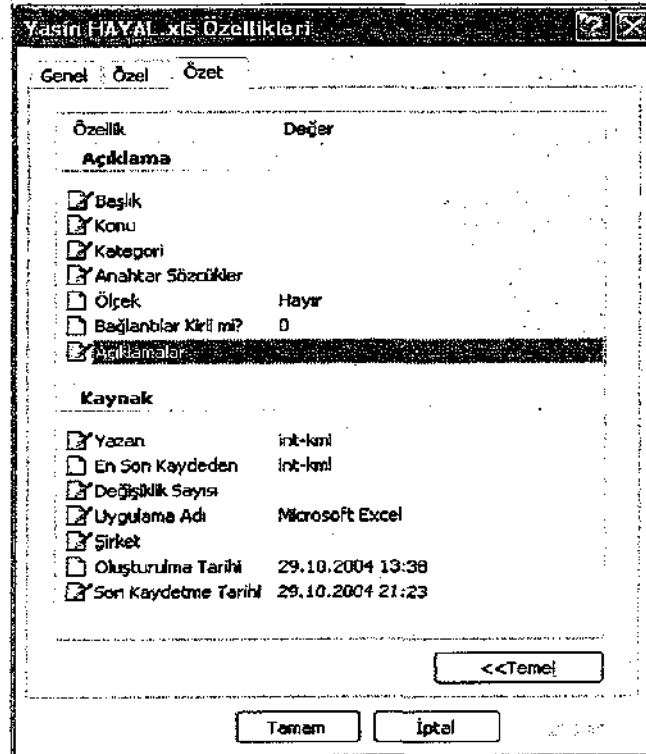 Yasin HAYAL.xls Özellikleri
Genel Özel Özet
Özellik Değer
Açıklama
Başlık
Konu
Kategori
Anahtar Sözcükler
Ölçek Hayır
Bağlantılar Kirli mi? 0
Açıklamalar
Kaynak
Yazan int-kml
En Son Kaydeden int-kml
Değişiklik Sayısı
Uygulama Adı Microsoft Excel
Şirket
Oluşturulma Tarihi 29.10.2004 13:38
Son Kaydetme Tarihi 29.10.2004 21:23
<<Temel
Tamam İptal